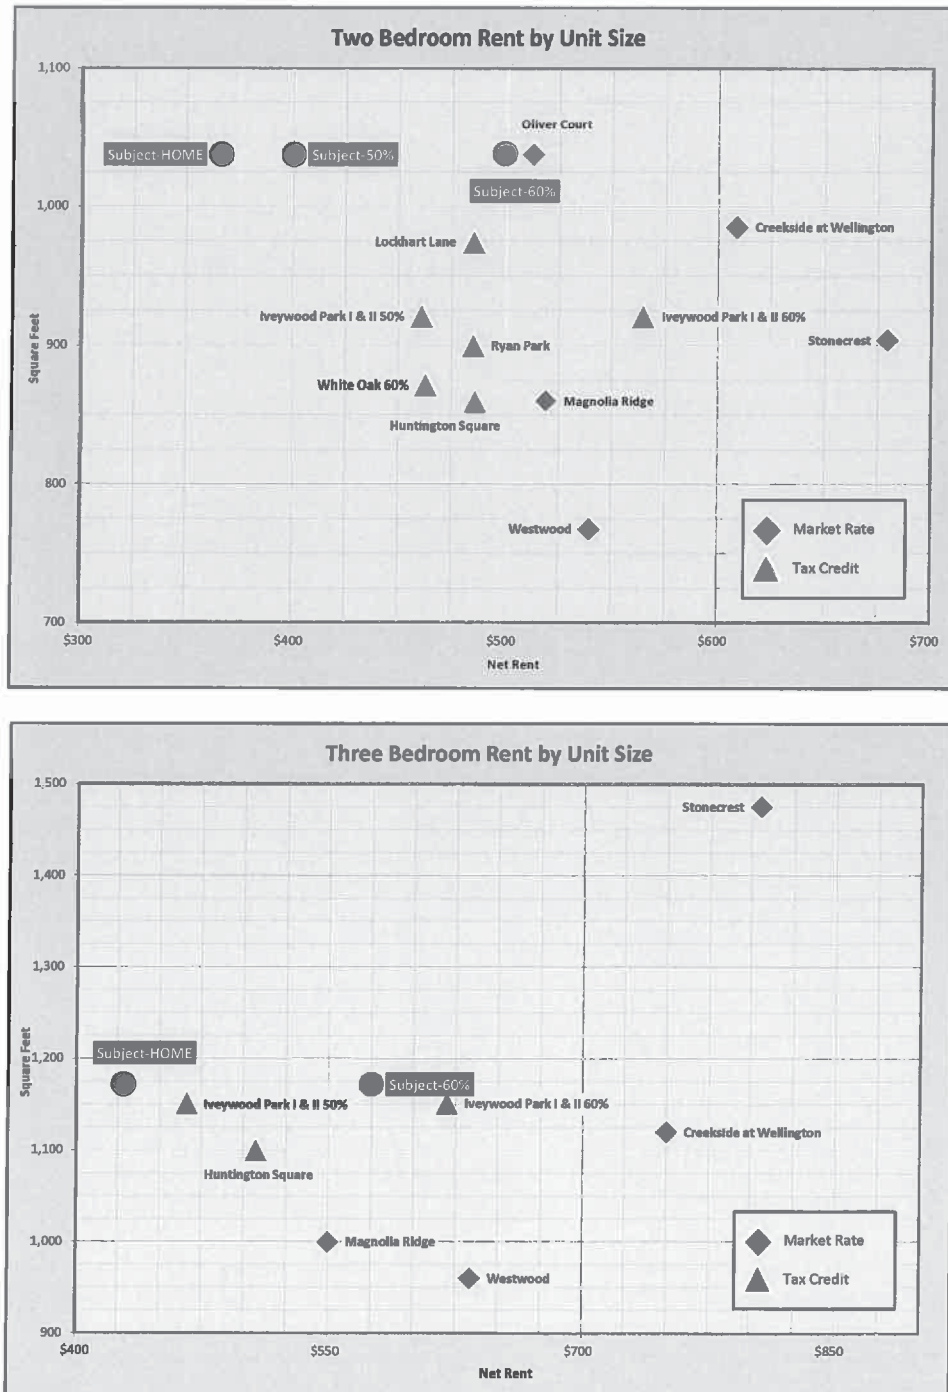 Two Bedroom Rent by Unit Size
1,100
Oliver Court
Subject-HOME
Subject-50%
Subject-60%
1,000
Creekside at Wellington
Lockhart Lane
Iveywood Park I & II 50%
Iveywood Park I & II 60%
Square Feet
900
Ryan Park
Stonecrest
White Oak 60%
Magnolia Ridge
Huntington Square
800
Westwood
Market Rate
Tax Credit
700
$300
$400
$500
$600
$700
Net Rent
Three Bedroom Rent by Unit Size
1,500
Stonecrest
1,400
1,300
Square Feet
1,200
Subject-HOME
Subject-60%
Iveywood Park I & II 50%
Iveywood Park I & II 60%
Creekside at Wellington
1,100
Huntington Square
1,000
Magnolia Ridge
Westwood
Market Rate
Tax Credit
900
$400
$550
$700
$850
Net Rent